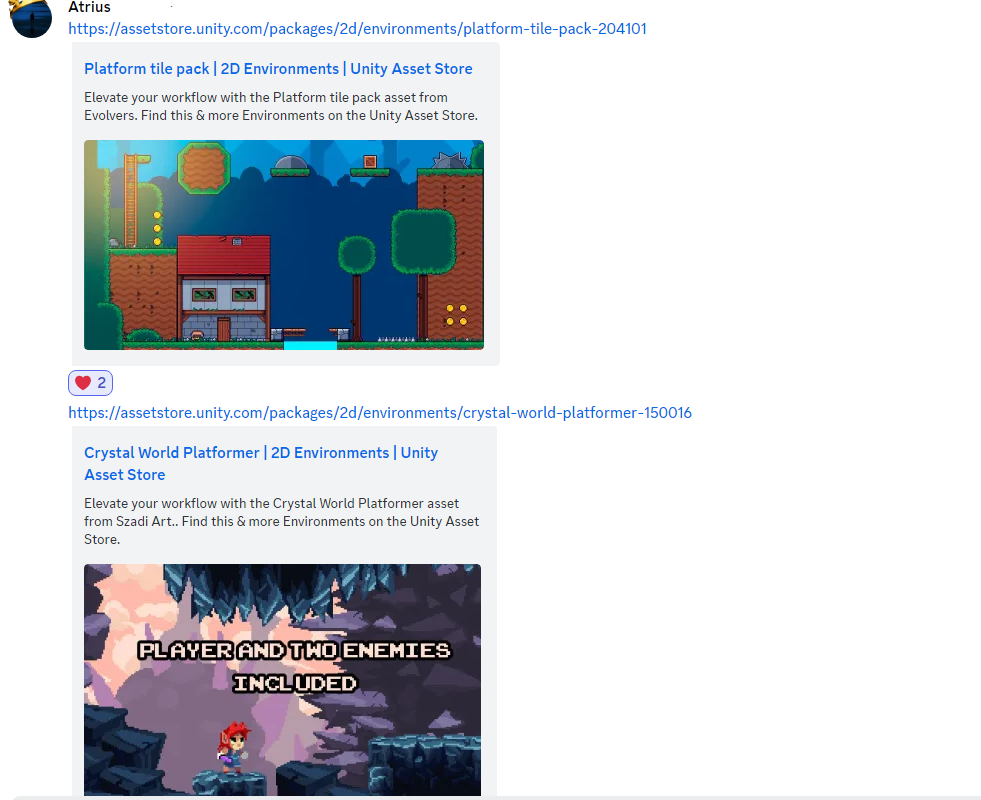 Atrius
https://assetstore.unity.com/packages/2d/environments/platform-tile-pack-204101
Platform tile pack | 2D Environments | Unity Asset Store
Elevate your workflow with the Platform tile pack asset from
Evolvers. Find this & more Environments on the Unity Asset Store.
2
https://assetstore.unity.com/packages/2d/environments/crystal-world-platformer-150016
Crystal World Platformer | 2D Environments | Unity
Asset Store
Elevate your workflow with the Crystal World Platformer asset
from Szadi Art.. Find this & more Environments on the Unity Asset
Store.
PLAYER AND TWO ENEMIES
INCLUDED